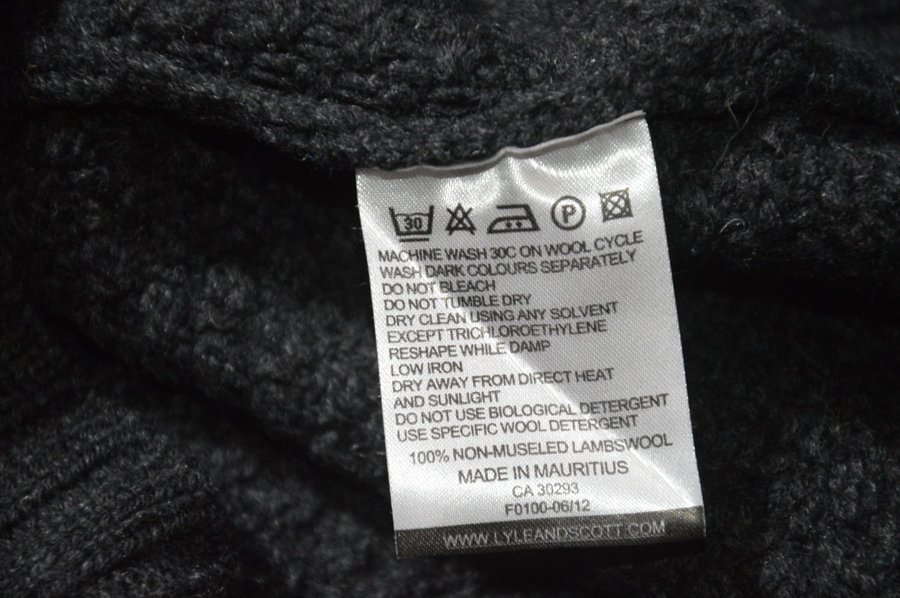 30 P
MACHINE WASH 30C ON WOOL CYCLE
WASH DARK COLOURS SEPARATELY
DO NOT BLEACH
DO NOT TUMBLE DRY
DRY CLEAN USING ANY SOLVENT
EXCEPT TRICHLOROETHYLENE
RESHAPE WHILE DAMP
LOW IRON
DRY AWAY FROM DIRECT HEAT
AND SUNLIGHT
DO NOT USE BIOLOGICAL DETERGENT
USE SPECIFIC WOOL DETERGENT
100% NON-MUSELED LAMBSWOOL
MADE IN MAURITIUS
CA 30293
F0100-06/12
WWW.LYLEANDSCOTT.COM